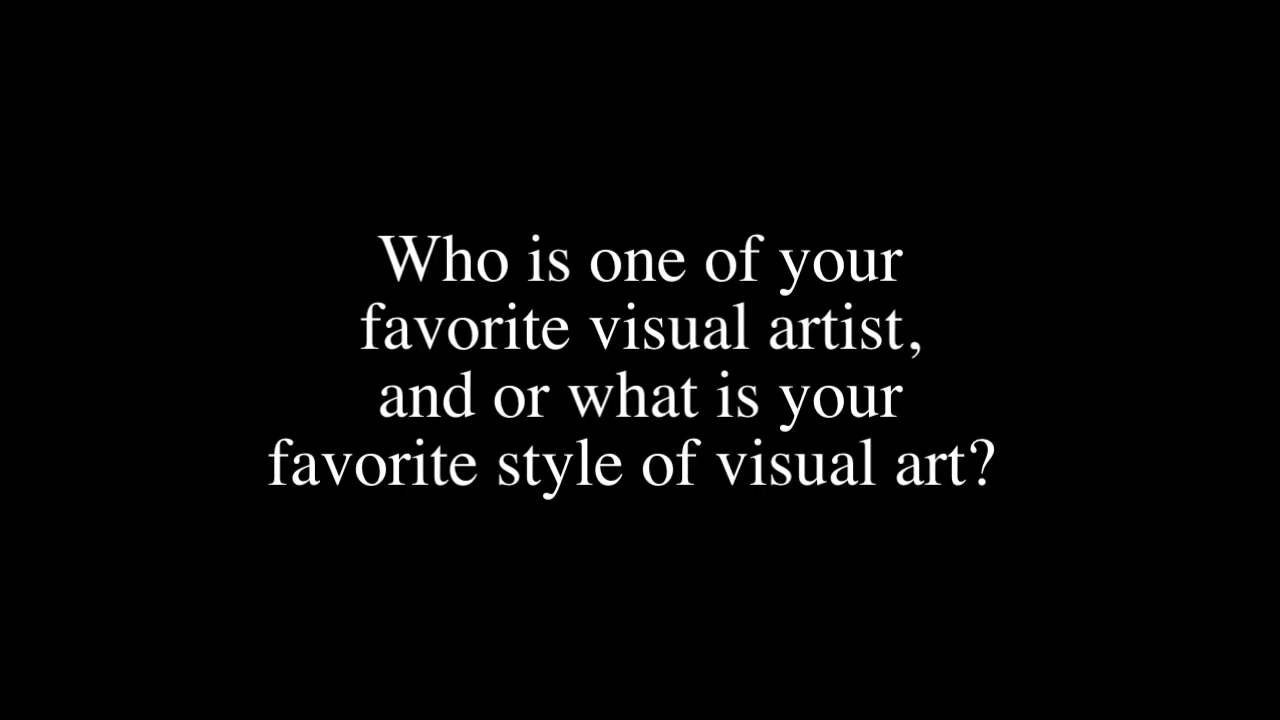 Who is one of your
favorite visual artist,
and or what is your
favorite style of visual art?